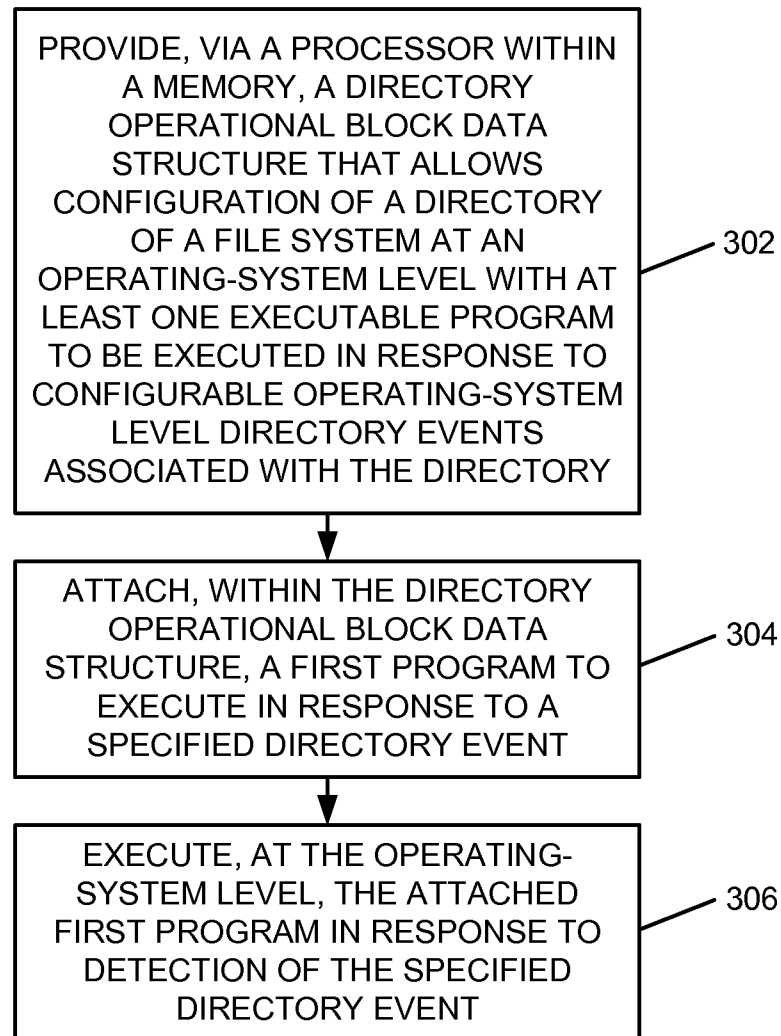 PROVIDE, VIA A PROCESSOR WITHIN
A MEMORY, A DIRECTORY
OPERATIONAL BLOCK DATA
STRUCTURE THAT ALLOWS
CONFIGURATION OF A DIRECTORY
OF A FILE SYSTEM AT AN
OPERATING-SYSTEM LEVEL WITH AT
LEAST ONE EXECUTABLE PROGRAM
TO BE EXECUTED IN RESPONSE TO
CONFIGURABLE OPERATING-SYSTEM
LEVEL DIRECTORY EVENTS
ASSOCIATED WITH THE DIRECTORY
302
ATTACH, WITHIN THE DIRECTORY
OPERATIONAL BLOCK DATA
STRUCTURE, A FIRST PROGRAM TO
EXECUTE IN RESPONSE TO A
SPECIFIED DIRECTORY EVENT
304
EXECUTE, AT THE OPERATING-
SYSTEM LEVEL, THE ATTACHED
FIRST PROGRAM IN RESPONSE TO
DETECTION OF THE SPECIFIED
DIRECTORY EVENT
306